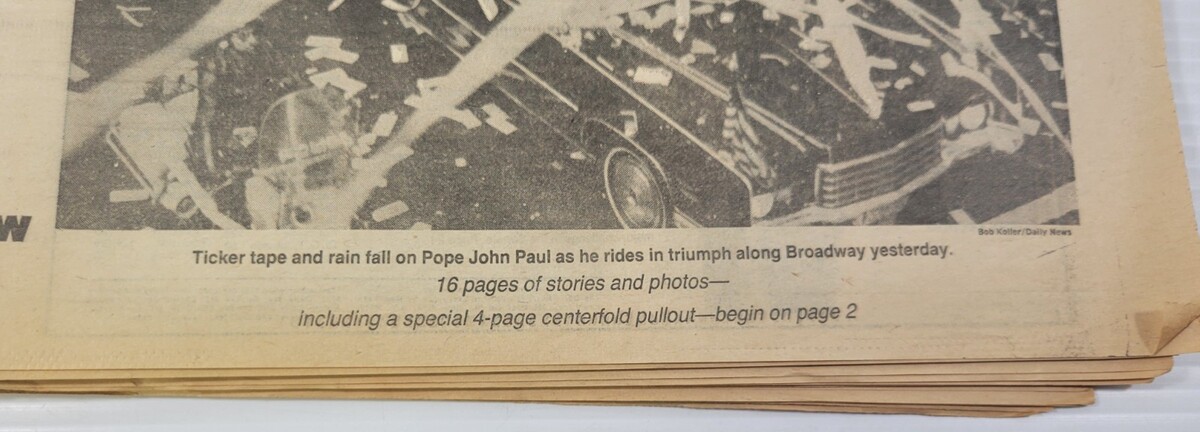 W
Bob Koller/Daily News
Ticker tape and rain fall on Pope John Paul as he rides in triumph along Broadway yesterday.
16 pages of stories and photos—
including a special 4-page centerfold pullout—begin on page 2